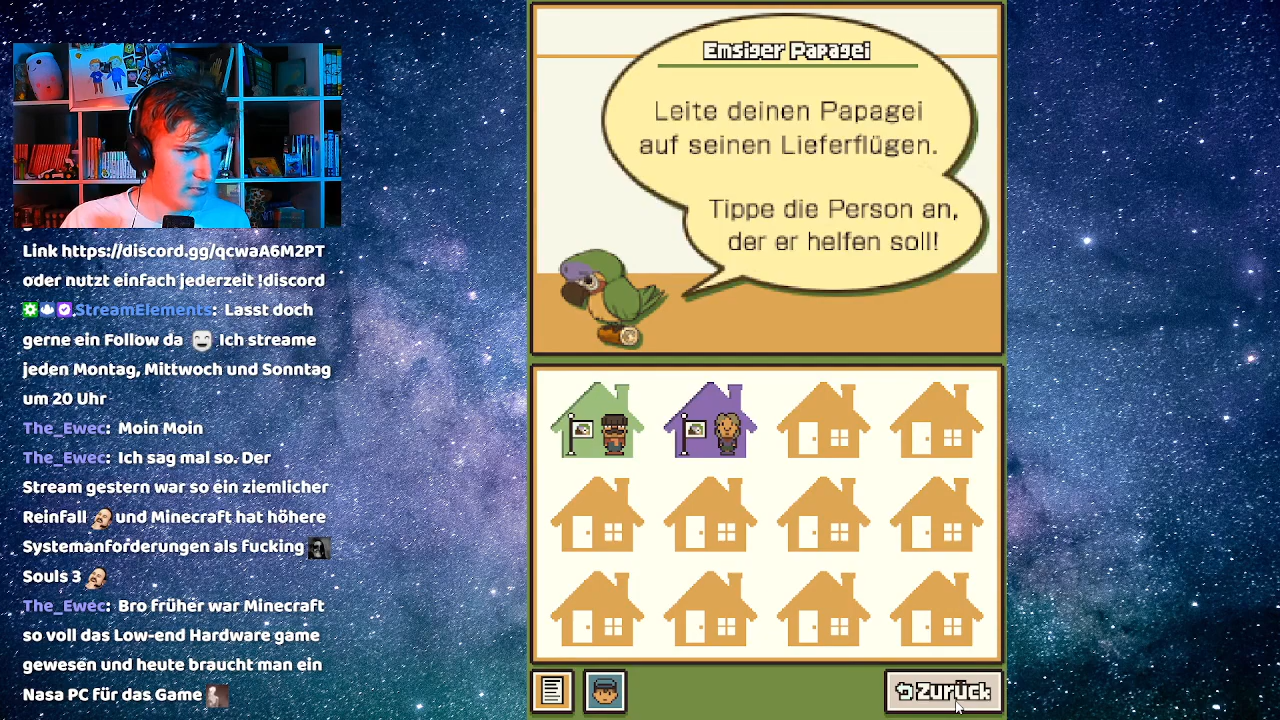 Link https://discord.gg/qcwaA6M2PT
oder nutzt einfach jederzeit !discord
StreamElements: Lasst doch
gerne ein Follow da Ich streame
jeden Montag, Mittwoch und Sonntag
um 20 Uhr
The_Ewec: Moin Moin
The_Ewec: Ich sag mal so. Der
Stream gestern war so ein ziemlicher
Reinfall und Minecraft hat höhere
Systemanforderungen als fucking
Souls 3
The_Ewec: Bro früher war Minecraft
so voll das Low-end Hardware game
gewesen und heute braucht man ein
Nasa PC für das Game
Emsiger Papagei
Leite deinen Papagei
auf seinen Lieferflügen.
Tippe die Person an,
der er helfen soll!
Zurück